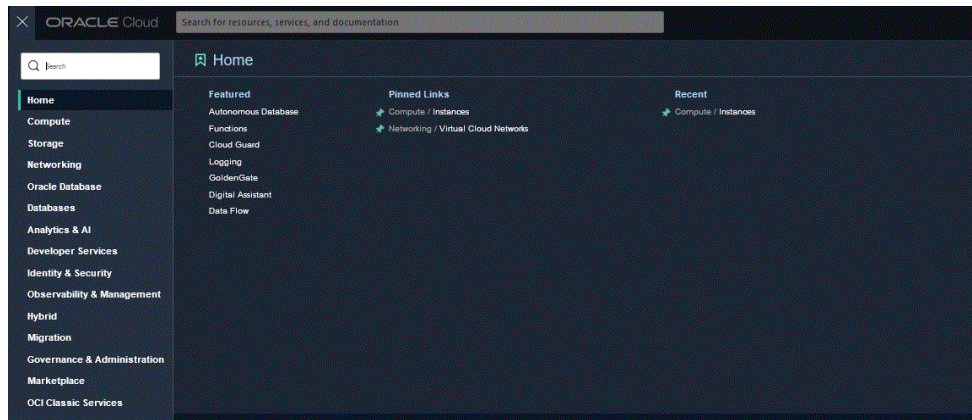 ORACLE Cloud
Search for resources, services, and documentation
Search
Home
Compute
Storage
Networking
Oracle Database
Databases
Analytics & AI
Developer Services
Identity & Security
Observability & Management
Hybrid
Migration
Governance & Administration
Marketplace
OCI Classic Services
Home
Featured
Autonomous Database
Functions
Cloud Guard
Logging
GoldenGate
Digital Assistant
Data Flow
Pinned Links
Compute / Instances
Networking / Virtual Cloud Networks
Recent
Compute / Instances